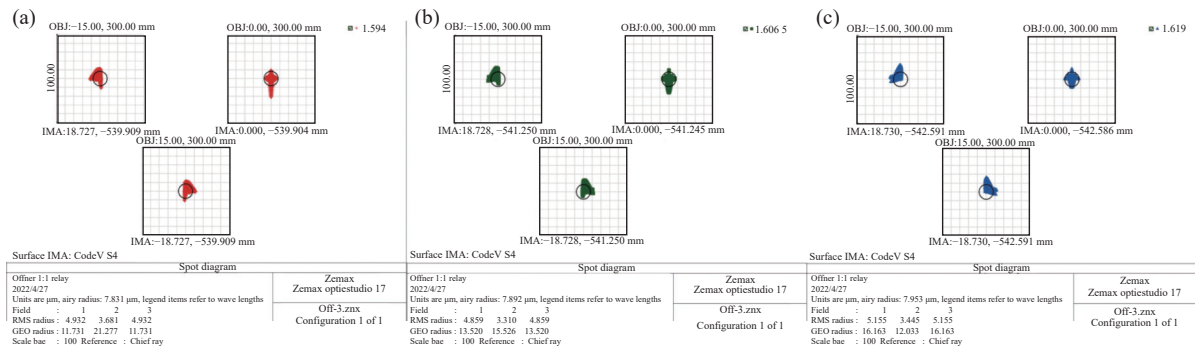 (a)
OBJ:−15.00, 300.00 mm
OBJ:0.00, 300.00 mm
1.594
100.00
IMA:18.727, −539.909 mm
IMA:0.000, −539.904 mm
OBJ:15.00, 300.00 mm
IMA:−18.727, −539.909 mm
Surface IMA: CodeV S4
Spot diagram
Offner 1:1 relay
2022/4/27
Units are μm, airy radius: 7.831 μm, legend items refer to wave lengths
Field : 1 2 3
RMS radius : 4.932 3.681 4.932
GEO radius : 11.731 21.277 11.731
Scale bae : 100 Reference : Chief ray
Zemax
Zemax optiestudio 17
Off-3.znx
Configuration 1 of 1
(b)
OBJ:−15.00, 300.00 mm
OBJ:0.00, 300.00 mm
1.606 5
100.00
IMA:18.728, −541.250 mm
IMA:0.000, −541.245 mm
OBJ:15.00, 300.00 mm
IMA:−18.728, −541.250 mm
Surface IMA: CodeV S4
Spot diagram
Offner 1:1 relay
2022/4/27
Units are μm, airy radius: 7.892 μm, legend items refer to wave lengths
Field : 1 2 3
RMS radius : 4.859 3.310 4.859
GEO radius : 13.520 15.526 13.520
Scale bae : 100 Reference : Chief ray
Zemax
Zemax optiestudio 17
Off-3.znx
Configuration 1 of 1
(c)
OBJ:−15.00, 300.00 mm
OBJ:0.00, 300.00 mm
1.619
100.00
IMA:18.730, −542.591 mm
IMA:0.000, −542.586 mm
OBJ:15.00, 300.00 mm
IMA:−18.730, −542.591 mm
Surface IMA: CodeV S4
Spot diagram
Offner 1:1 relay
2022/4/27
Units are μm, airy radius: 7.953 μm, legend items refer to wave lengths
Field : 1 2 3
RMS radius : 5.155 3.445 5.155
GEO radius : 16.163 12.033 16.163
Scale bae : 100 Reference : Chief ray
Zemax
Zemax optiestudio 17
Off-3.znx
Configuration 1 of 1